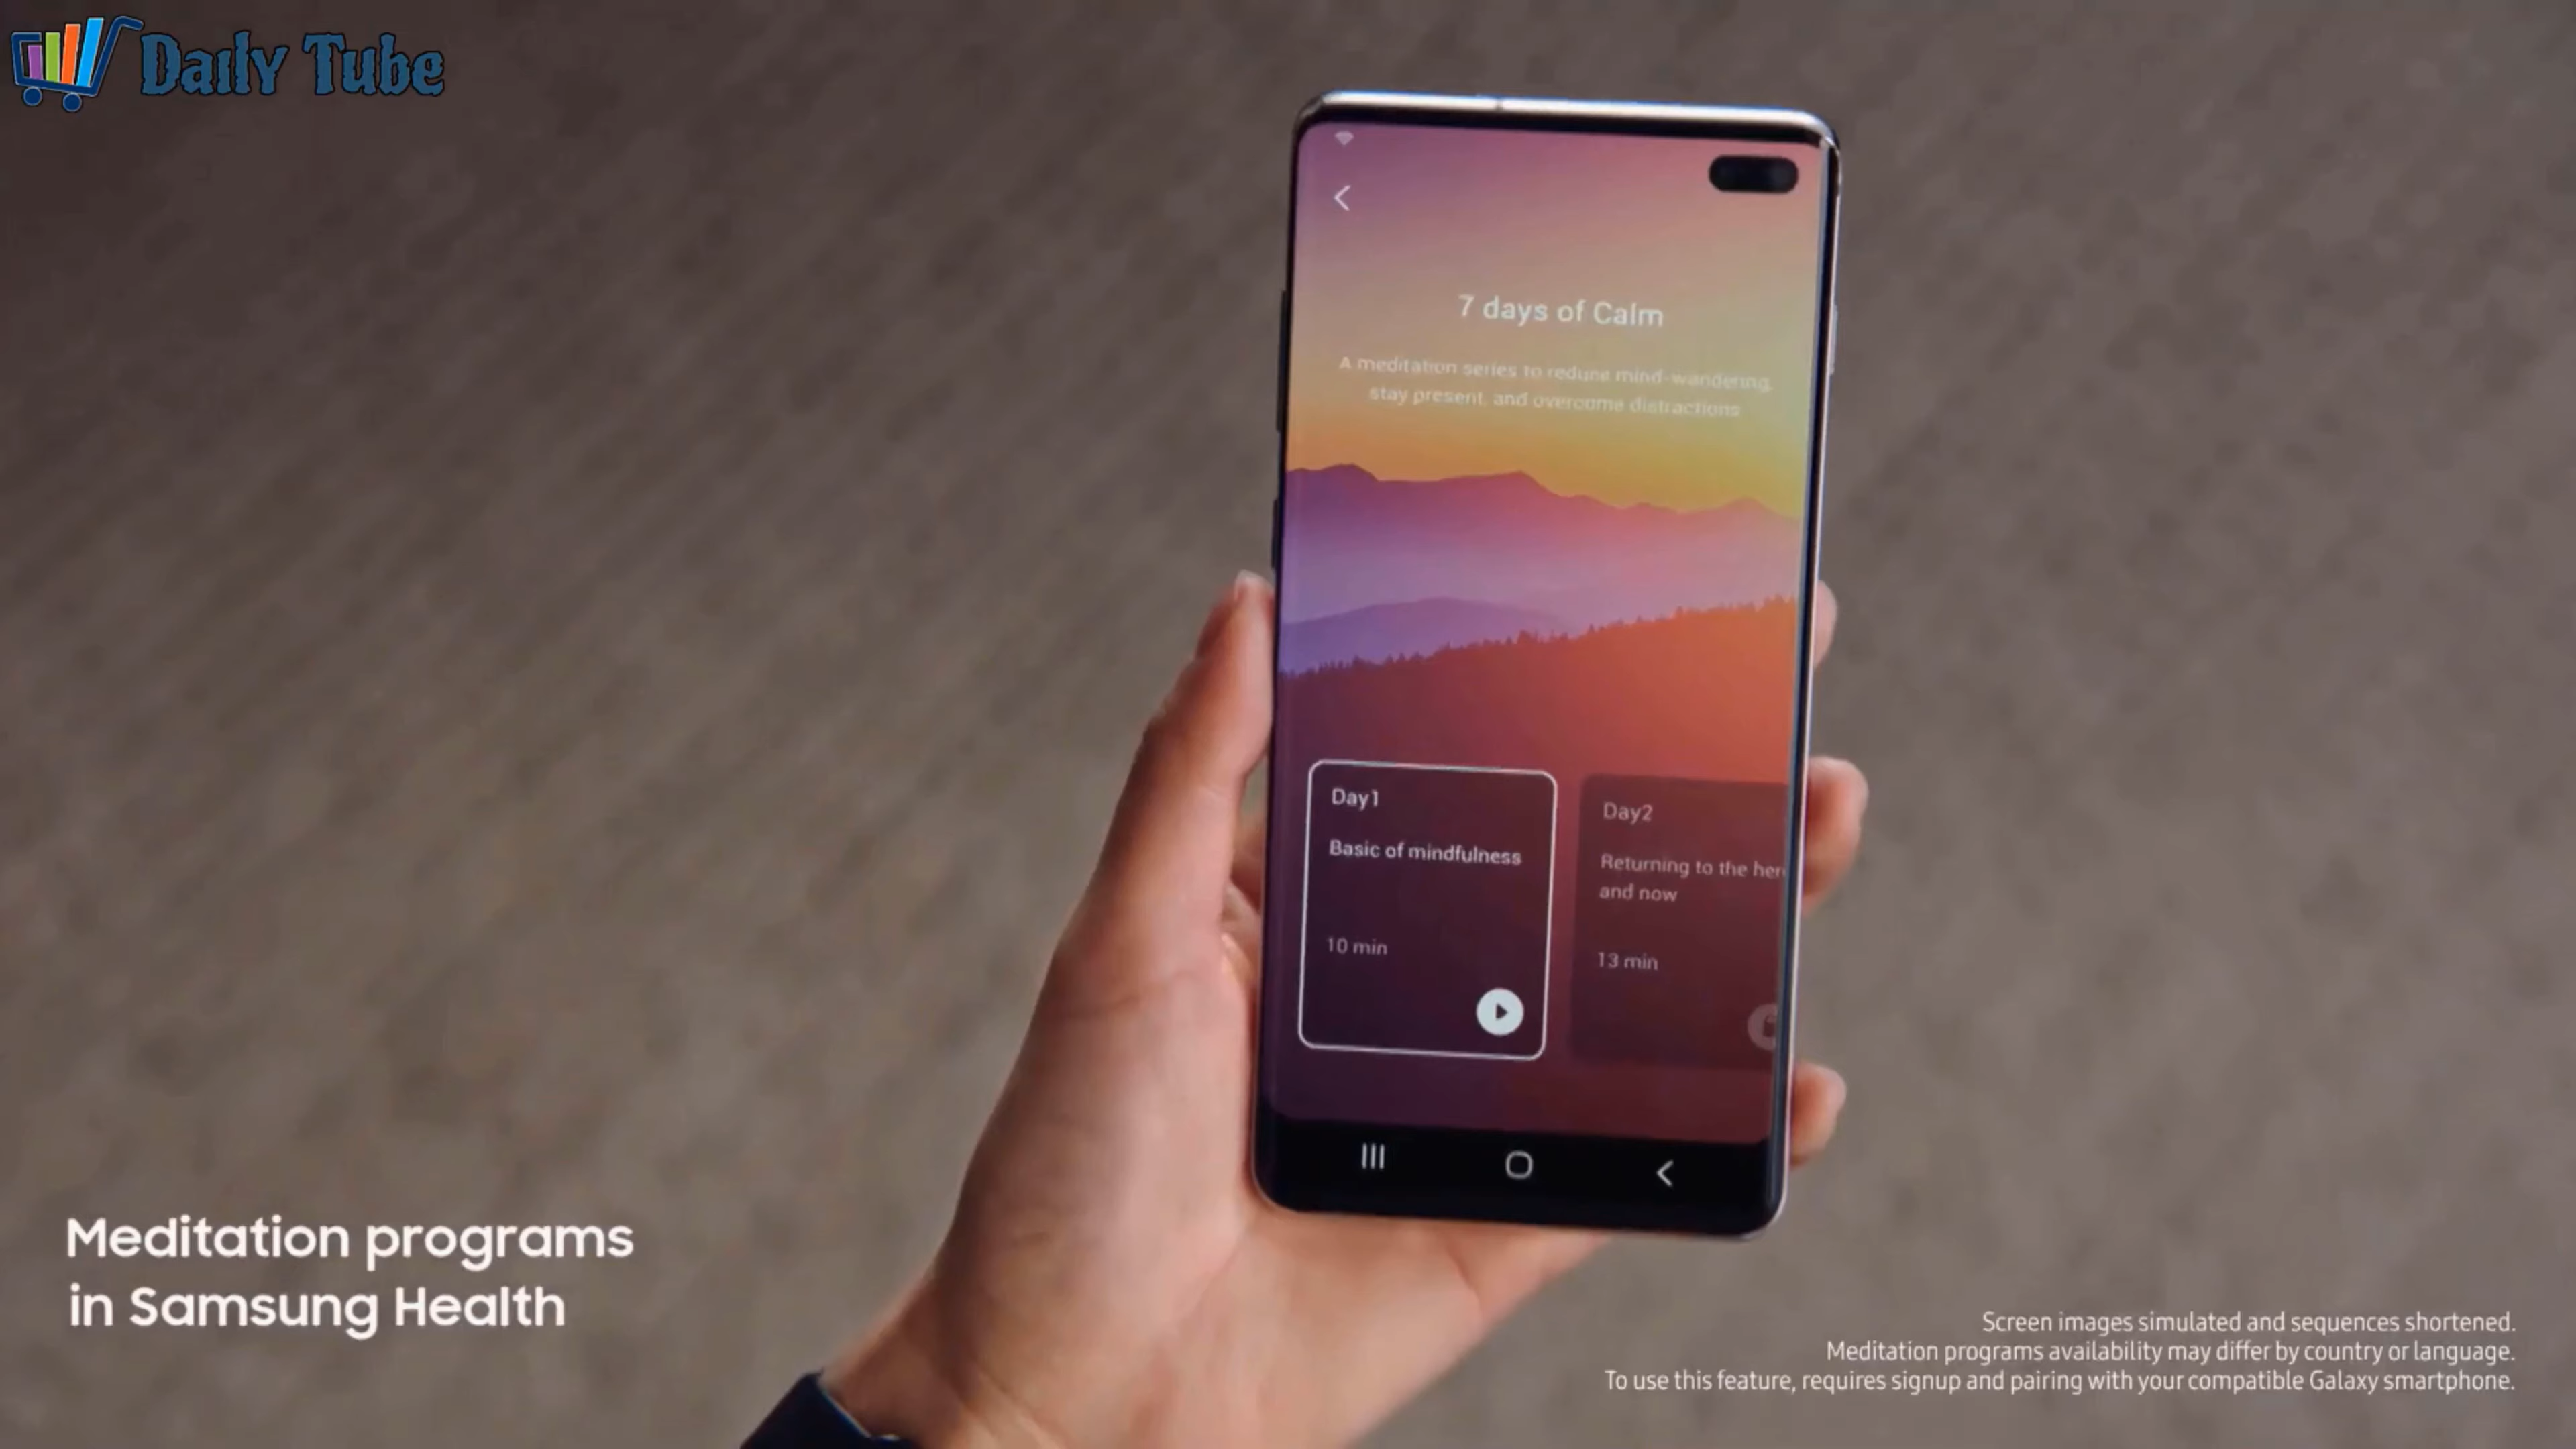 Daily Tube
7 days of Calm
A meditation series to reduce mind-wandering,
stay present, and overcome distractions
Day1
Basic of mindfulness
10 min
Day2
Returning to the her
and now
13 min
Meditation programs
in Samsung Health
Screen images simulated and sequences shortened.
Meditation programs availability may differ by country or language.
To use this feature, requires signup and pairing with your compatible Galaxy smartphone.